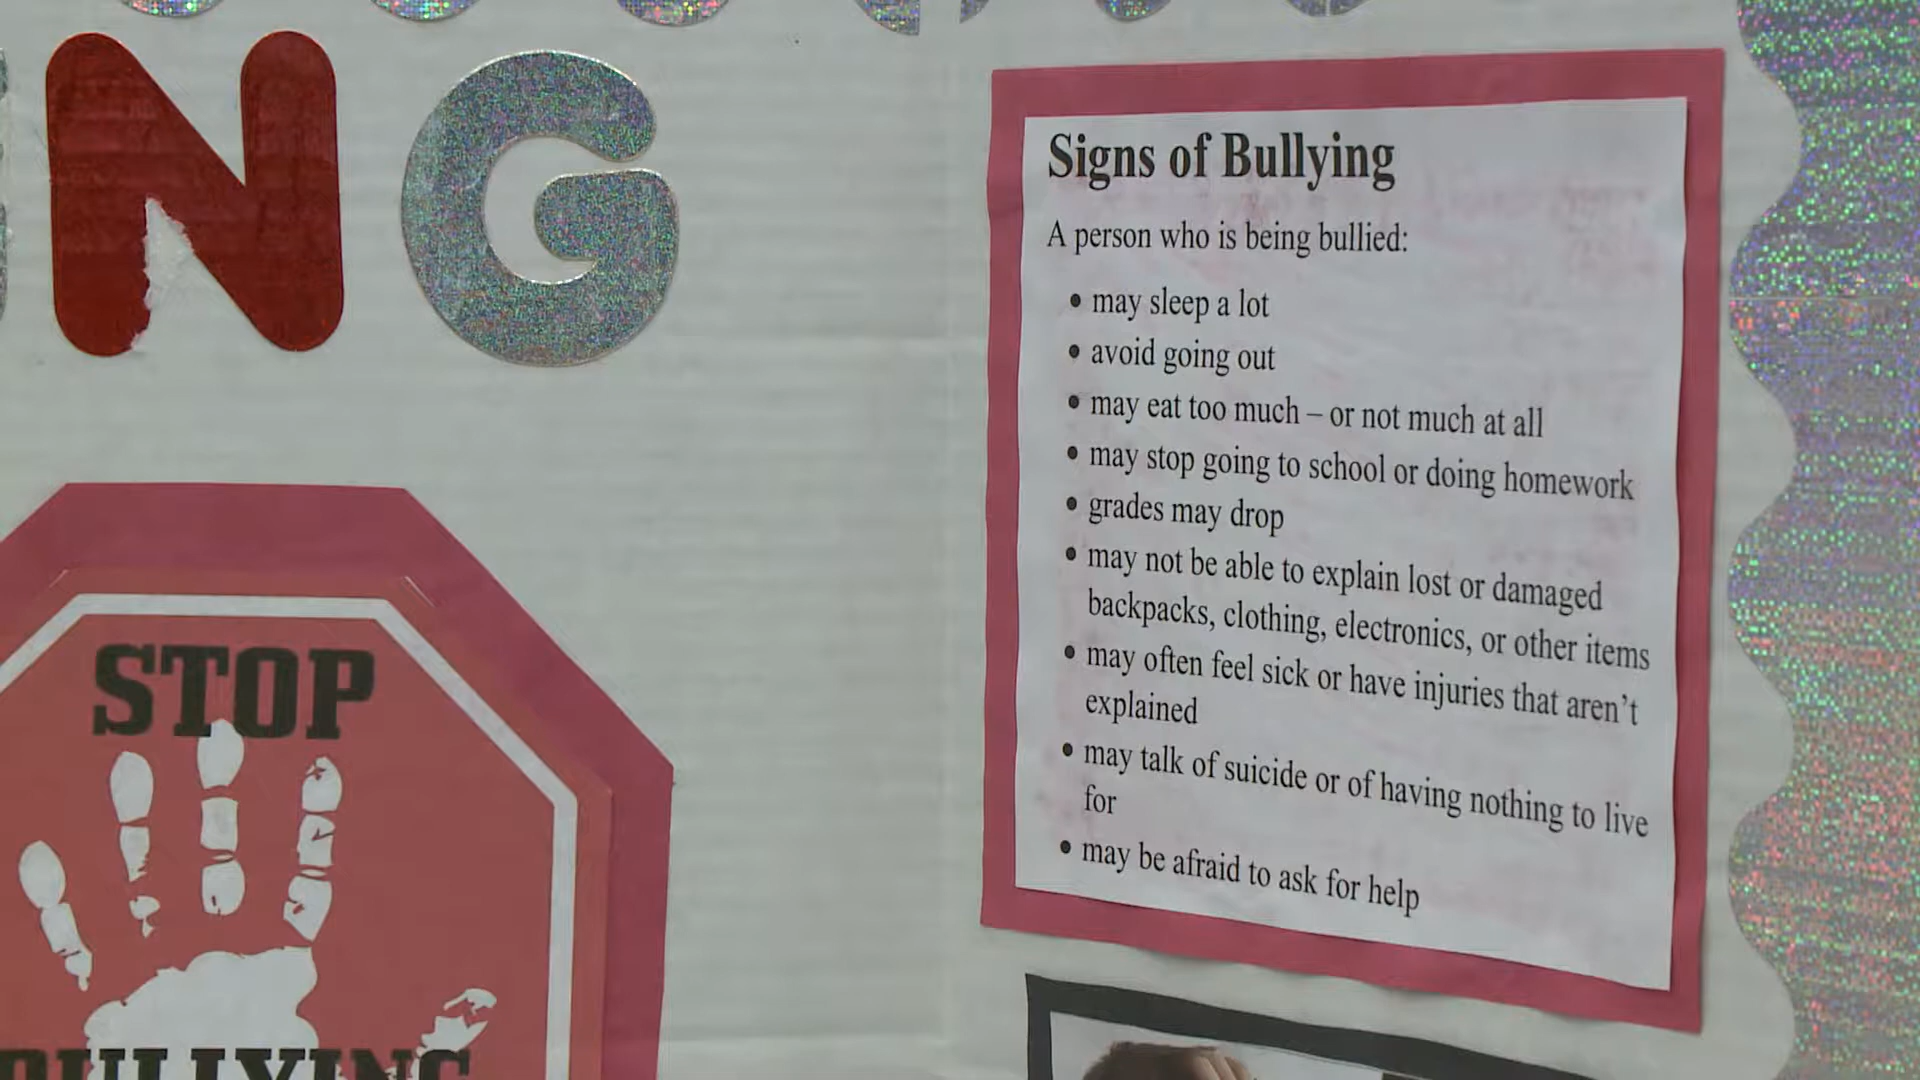 NG
Signs of Bullying
A person who is being bullied:
• may sleep a lot
• avoid going out
• may eat too much – or not much at all
• may stop going to school or doing homework
• grades may drop
• may not be able to explain lost or damaged
backpacks, clothing, electronics, or other items
• may often feel sick or have injuries that aren't
explained
• may talk of suicide or of having nothing to live
for
• may be afraid to ask for help
STOP
BULLYING